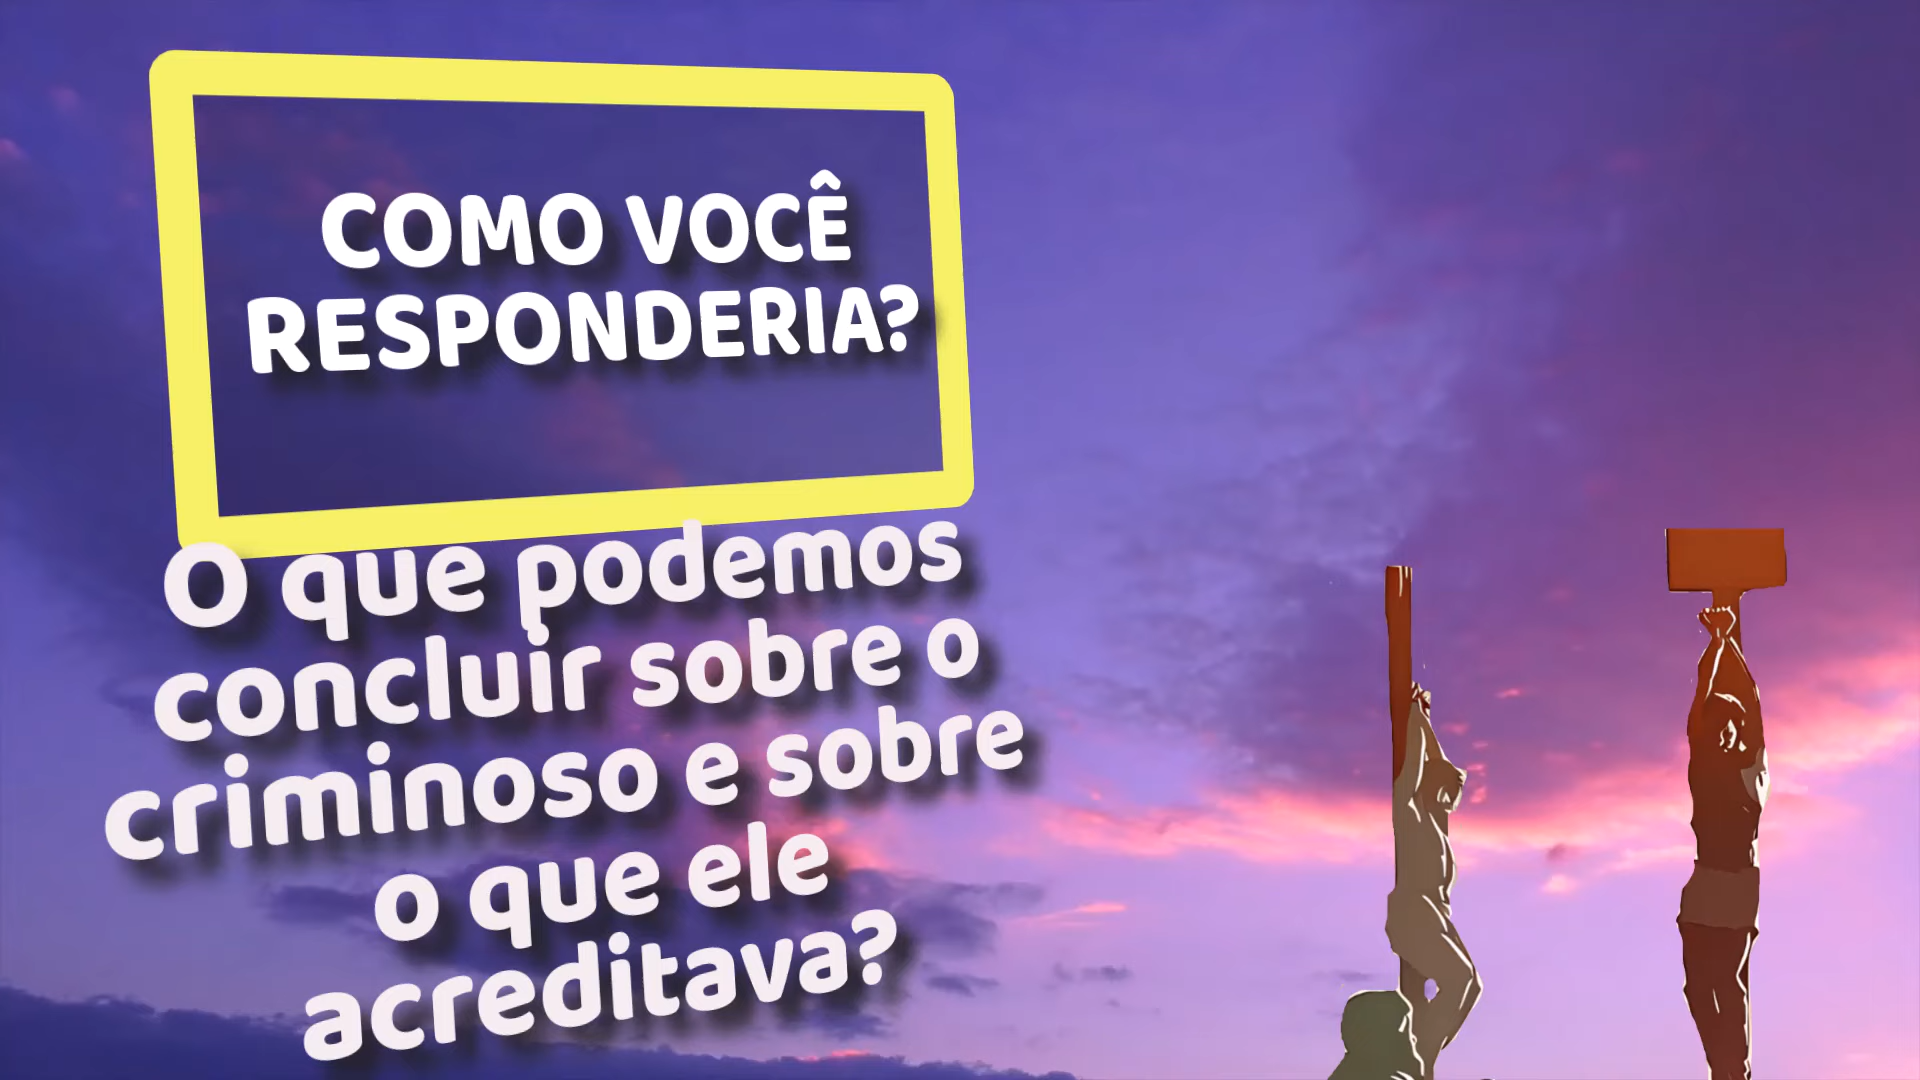 COMO VOCÊ
RESPONDERIA?
O que podemos
concluir sobre o
criminoso e sobre
o que ele
acreditava?